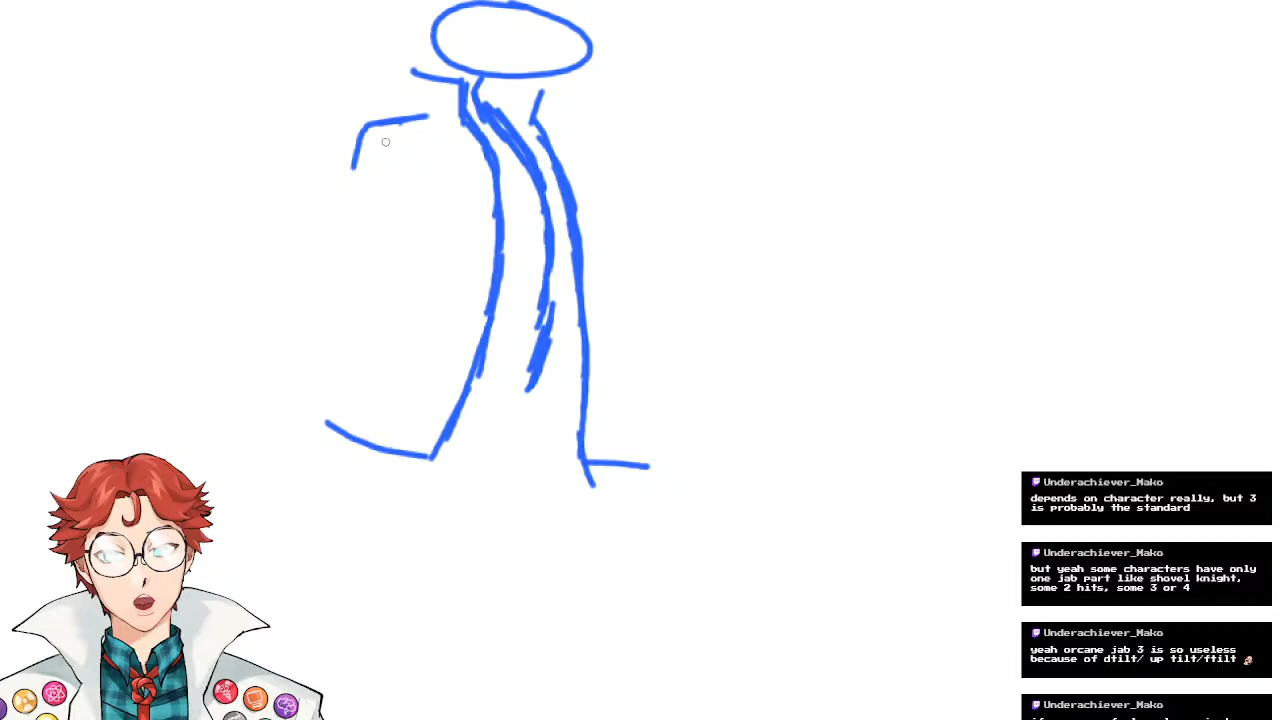 Underachiever_Mako
depends on character really, but 3
is probably the standard
Underachiever_Mako
but yeah some characters have only
one jab part like shovel knight,
some 2 hits, some 3 or 4
Underachiever_Mako
yeah orcane jab 3 is so useless
because of dtilt/ up tilt/ftilt
Underachiever_Mako